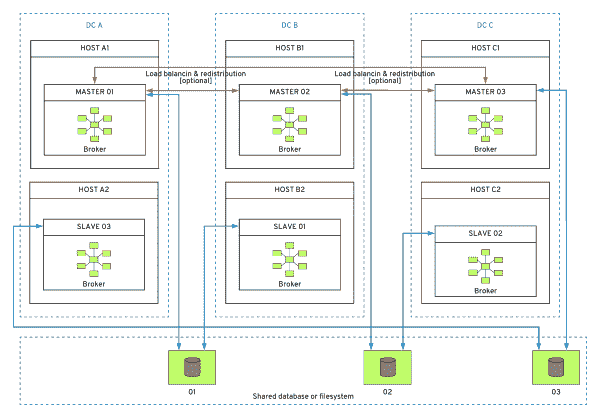 DC A
DC B
DC C
HOST A1
HOST B1
HOST C1
Load balancin & redistribution
[optional]
Load balancin & redistribution
[optional]
MASTER 01
MASTER 02
MASTER 03
Broker
Broker
Broker
HOST A2
HOST B2
HOST C2
SLAVE 03
SLAVE 01
SLAVE 02
Broker
Broker
Broker
01
02
03
Shared database or filesystem